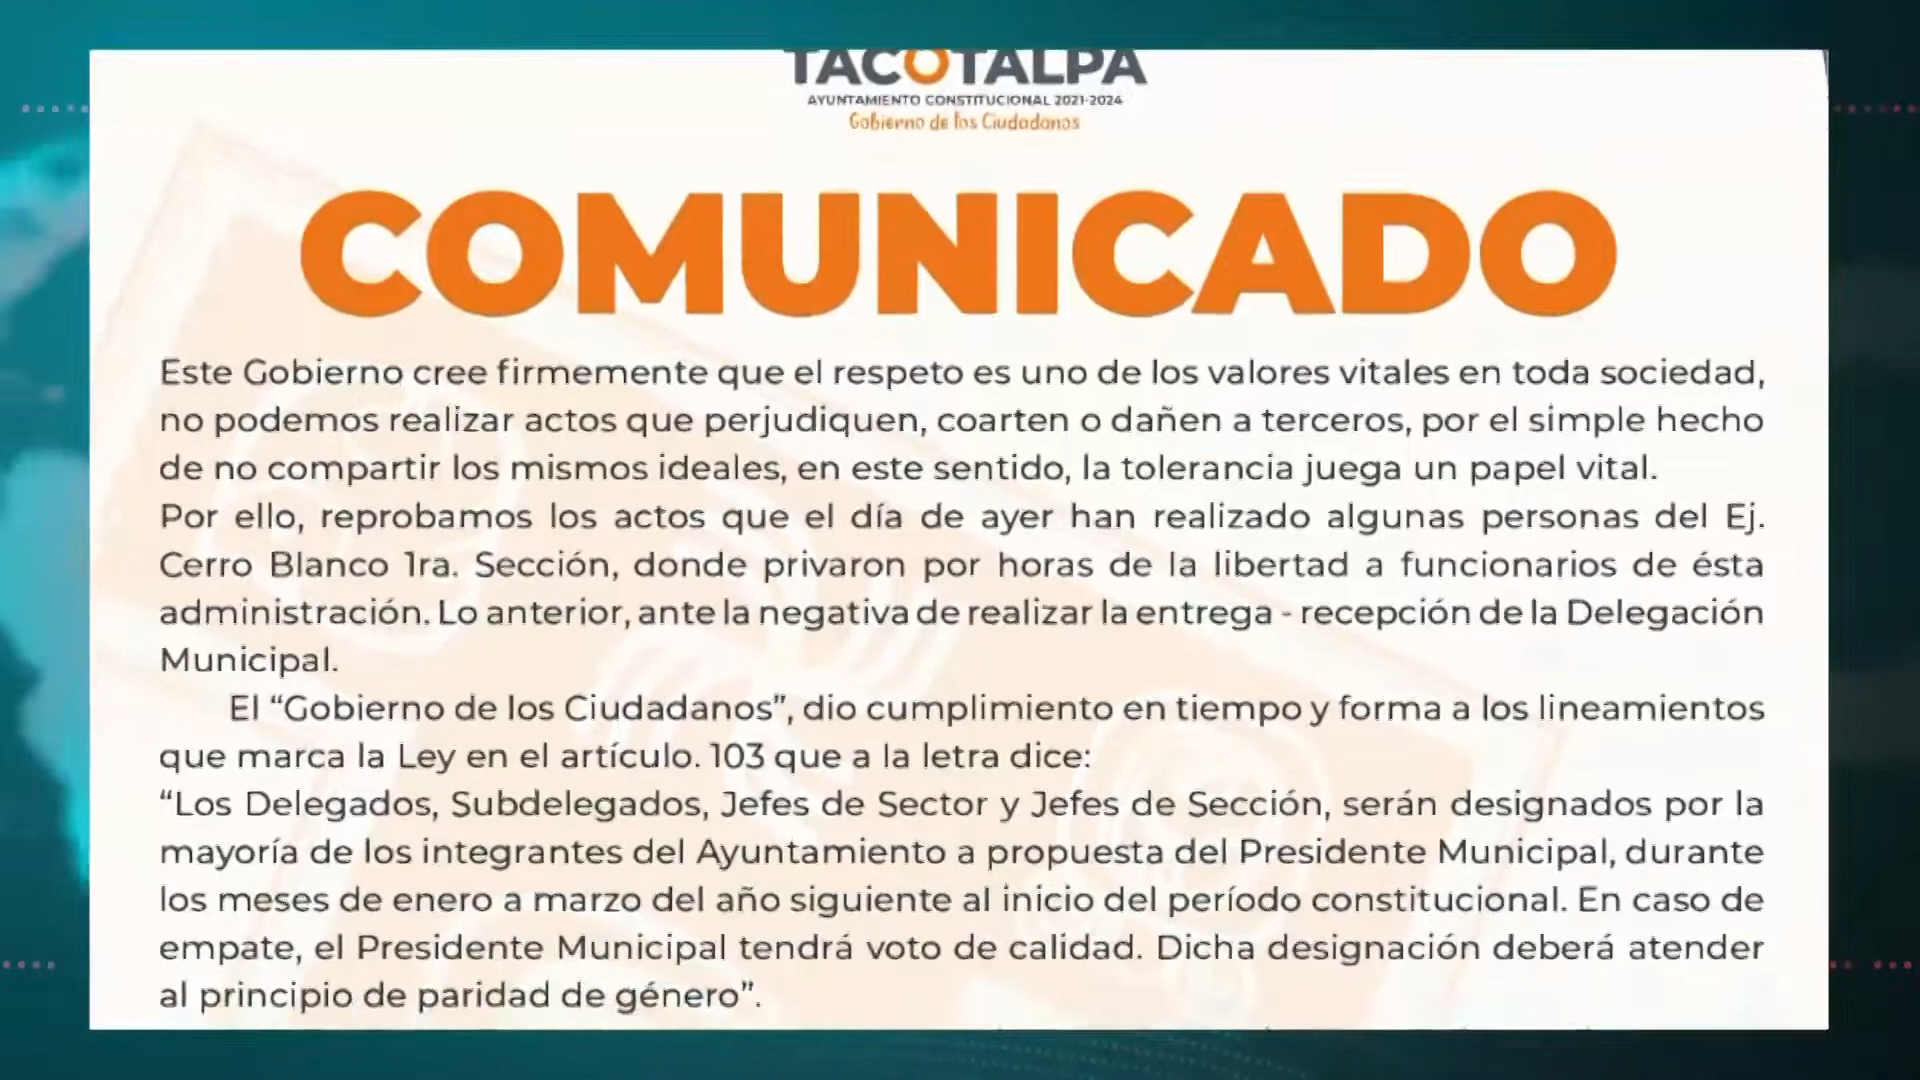 TACOTALPA
AYUNTAMIENTO CONSTITUCIONAL 2021-2024
Gobierno de los Ciudadanos
COMUNICADO
Este Gobierno cree firmemente que el respeto es uno de los valores vitales en toda sociedad,
no podemos realizar actos que perjudiquen, coarten o dañen a terceros, por el simple hecho
de no compartir los mismos ideales, en este sentido, la tolerancia juega un papel vital.
Por ello, reprobamos los actos que el día de ayer han realizado algunas personas del Ej.
Cerro Blanco 1ra. Sección, donde privaron por horas de la libertad a funcionarios de ésta
administración. Lo anterior, ante la negativa de realizar la entrega - recepción de la Delegación
Municipal.
El “Gobierno de los Ciudadanos”, dio cumplimiento en tiempo y forma a los lineamientos
que marca la Ley en el artículo. 103 que a la letra dice:
“Los Delegados, Subdelegados, Jefes de Sector y Jefes de Sección, serán designados por la
mayoría de los integrantes del Ayuntamiento a propuesta del Presidente Municipal, durante
los meses de enero a marzo del año siguiente al inicio del período constitucional. En caso de
empate, el Presidente Municipal tendrá voto de calidad. Dicha designación deberá atender
al principio de paridad de género”.